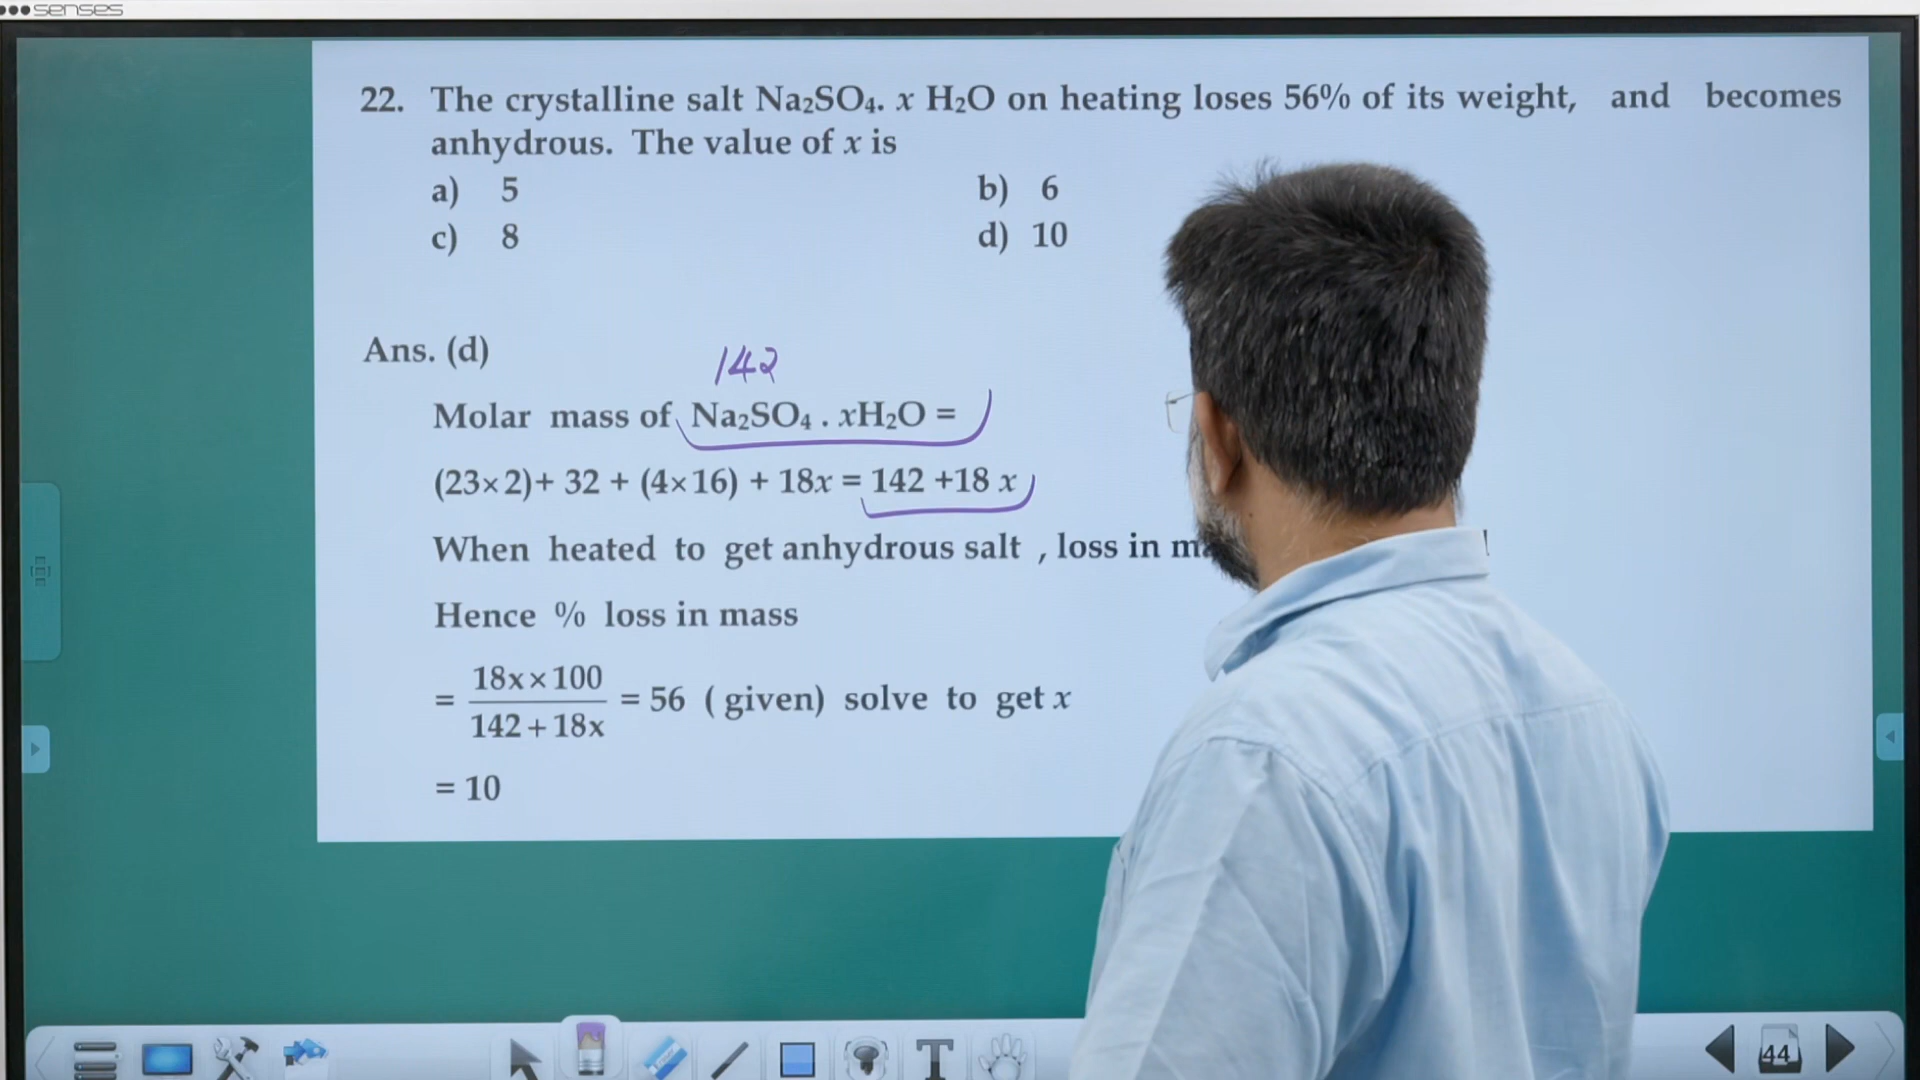 senses
22. The crystalline salt Na₂SO₄. x H₂O on heating loses 56% of its weight, and becomes
anhydrous. The value of x is
a) 5 b) 6
c) 8 d) 10
Ans. (d)
142
Molar mass of Na₂SO₄ . xH₂O =
(23×2)+ 32 + (4×16) + 18x = 142 +18 x
When heated to get anhydrous salt , loss in
Hence % loss in mass
= 18x×100 / 142+18x = 56 ( given) solve to get x
= 10
T 44